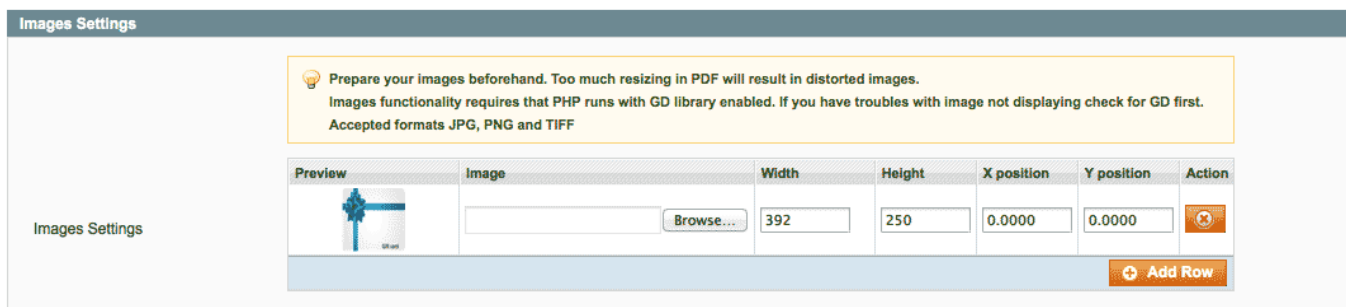 Images Settings
Prepare your images beforehand. Too much resizing in PDF will result in distorted images.
Images functionality requires that PHP runs with GD library enabled. If you have troubles with image not displaying check for GD first.
Accepted formats JPG, PNG and TIFF
Preview Image Width Height X position Y position Action
Images Settings Browse... 392 250 0.0000 0.0000
Add Row